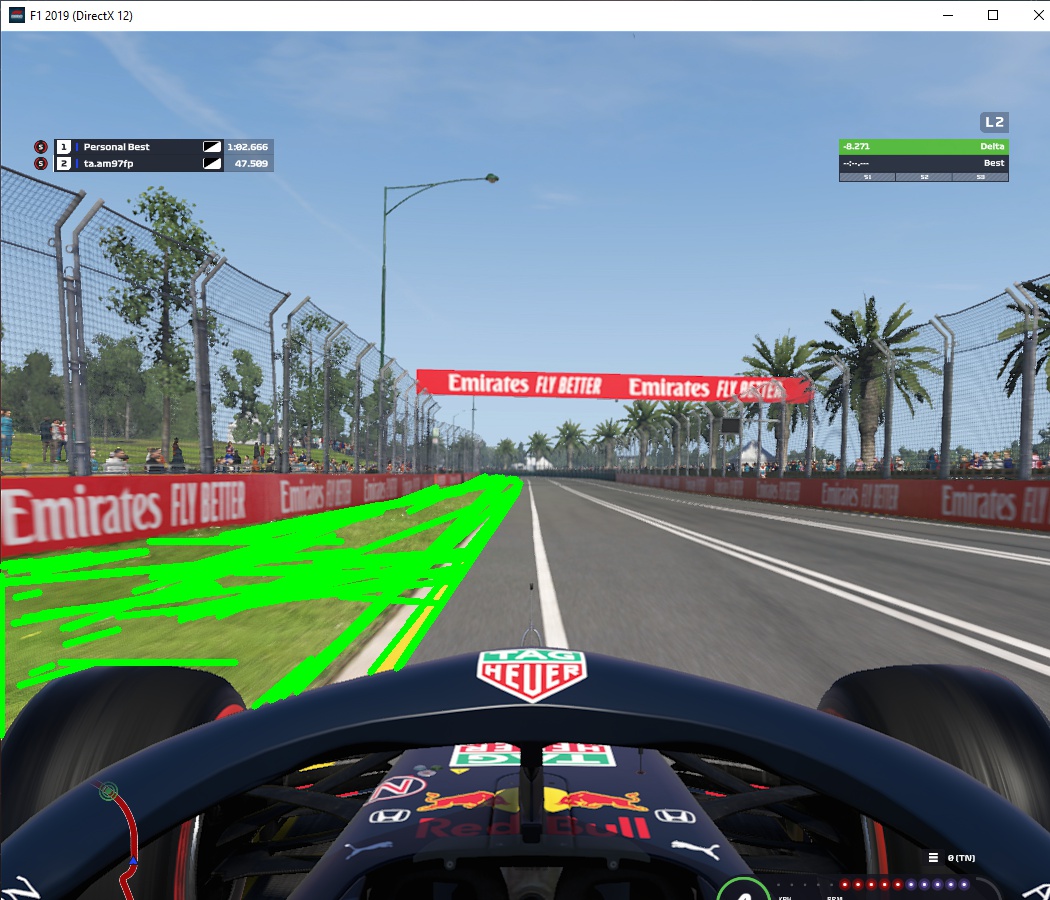 F1 2019 (DirectX 12)
L2
S 1 Personal Best 1:02.666
S 2 ta.am97fp 47.509
-8.271 Delta
--:--.--- Best
S1 S2 S3
Emirates FLY BETTER Emirates FLY BETTER
Emirates FLY BETTER Emirates FLY BETTER
Emirates FLY BETTER
Emirates FLY
TAG
HEUER
TAG
HEUER
Red Bull
0 (TN)
KPH RPM